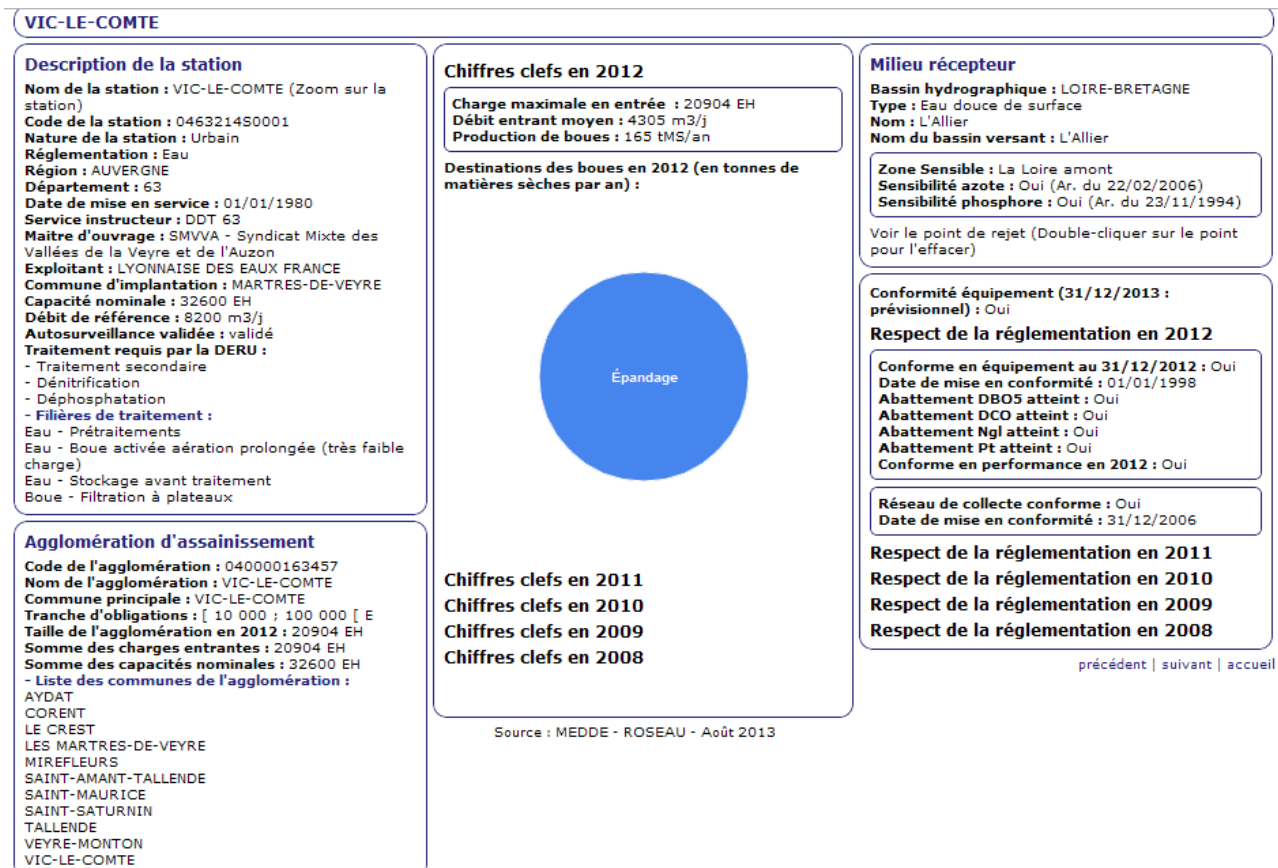 VIC-LE-COMTE
Description de la station
Nom de la station : VIC-LE-COMTE (Zoom sur la
station)
Code de la station : 0463214S0001
Nature de la station : Urbain
Réglementation : Eau
Région : AUVERGNE
Département : 63
Date de mise en service : 01/01/1980
Service instructeur : DDT 63
Maitre d'ouvrage : SMVVA - Syndicat Mixte des
Vallées de la Veyre et de l'Auzon
Exploitant : LYONNAISE DES EAUX FRANCE
Commune d'implantation : MARTRES-DE-VEYRE
Capacité nominale : 32600 EH
Débit de référence : 8200 m3/j
Autosurveillance validée : validé
Traitement requis par la DERU :
- Traitement secondaire
- Dénitrification
- Déphosphatation
- Filières de traitement :
Eau - Prétraitements
Eau - Boue activée aération prolongée (très faible
charge)
Eau - Stockage avant traitement
Boue - Filtration à plateaux
Agglomération d'assainissement
Code de l'agglomération : 040000163457
Nom de l'agglomération : VIC-LE-COMTE
Commune principale : VIC-LE-COMTE
Tranche d'obligations : [ 10 000 ; 100 000 [ E
Taille de l'agglomération en 2012 : 20904 EH
Somme des charges entrantes : 20904 EH
Somme des capacités nominales : 32600 EH
- Liste des communes de l'agglomération :
AYDAT
CORENT
LE CREST
LES MARTRES-DE-VEYRE
MIREFLEURS
SAINT-AMANT-TALLENDE
SAINT-MAURICE
SAINT-SATURNIN
TALLENDE
VEYRE-MONTON
VIC-LE-COMTE
Chiffres clefs en 2012
Charge maximale en entrée : 20904 EH
Débit entrant moyen : 4305 m3/j
Production de boues : 165 tMS/an
Destinations des boues en 2012 (en tonnes de
matières sèches par an) :
Épandage
Chiffres clefs en 2011
Chiffres clefs en 2010
Chiffres clefs en 2009
Chiffres clefs en 2008
Source : MEDDE - ROSEAU - Août 2013
Milieu récepteur
Bassin hydrographique : LOIRE-BRETAGNE
Type : Eau douce de surface
Nom : L'Allier
Nom du bassin versant : L'Allier
Zone Sensible : La Loire amont
Sensibilité azote : Oui (Ar. du 22/02/2006)
Sensibilité phosphore : Oui (Ar. du 23/11/1994)
Voir le point de rejet (Double-cliquer sur le point
pour l'effacer)
Conformité équipement (31/12/2013 :
prévisionnel) : Oui
Respect de la réglementation en 2012
Conforme en équipement au 31/12/2012 : Oui
Date de mise en conformité : 01/01/1998
Abattement DBO5 atteint : Oui
Abattement DCO atteint : Oui
Abattement Ngl atteint : Oui
Abattement Pt atteint : Oui
Conforme en performance en 2012 : Oui
Réseau de collecte conforme : Oui
Date de mise en conformité : 31/12/2006
Respect de la réglementation en 2011
Respect de la réglementation en 2010
Respect de la réglementation en 2009
Respect de la réglementation en 2008
précédent | suivant | accueil